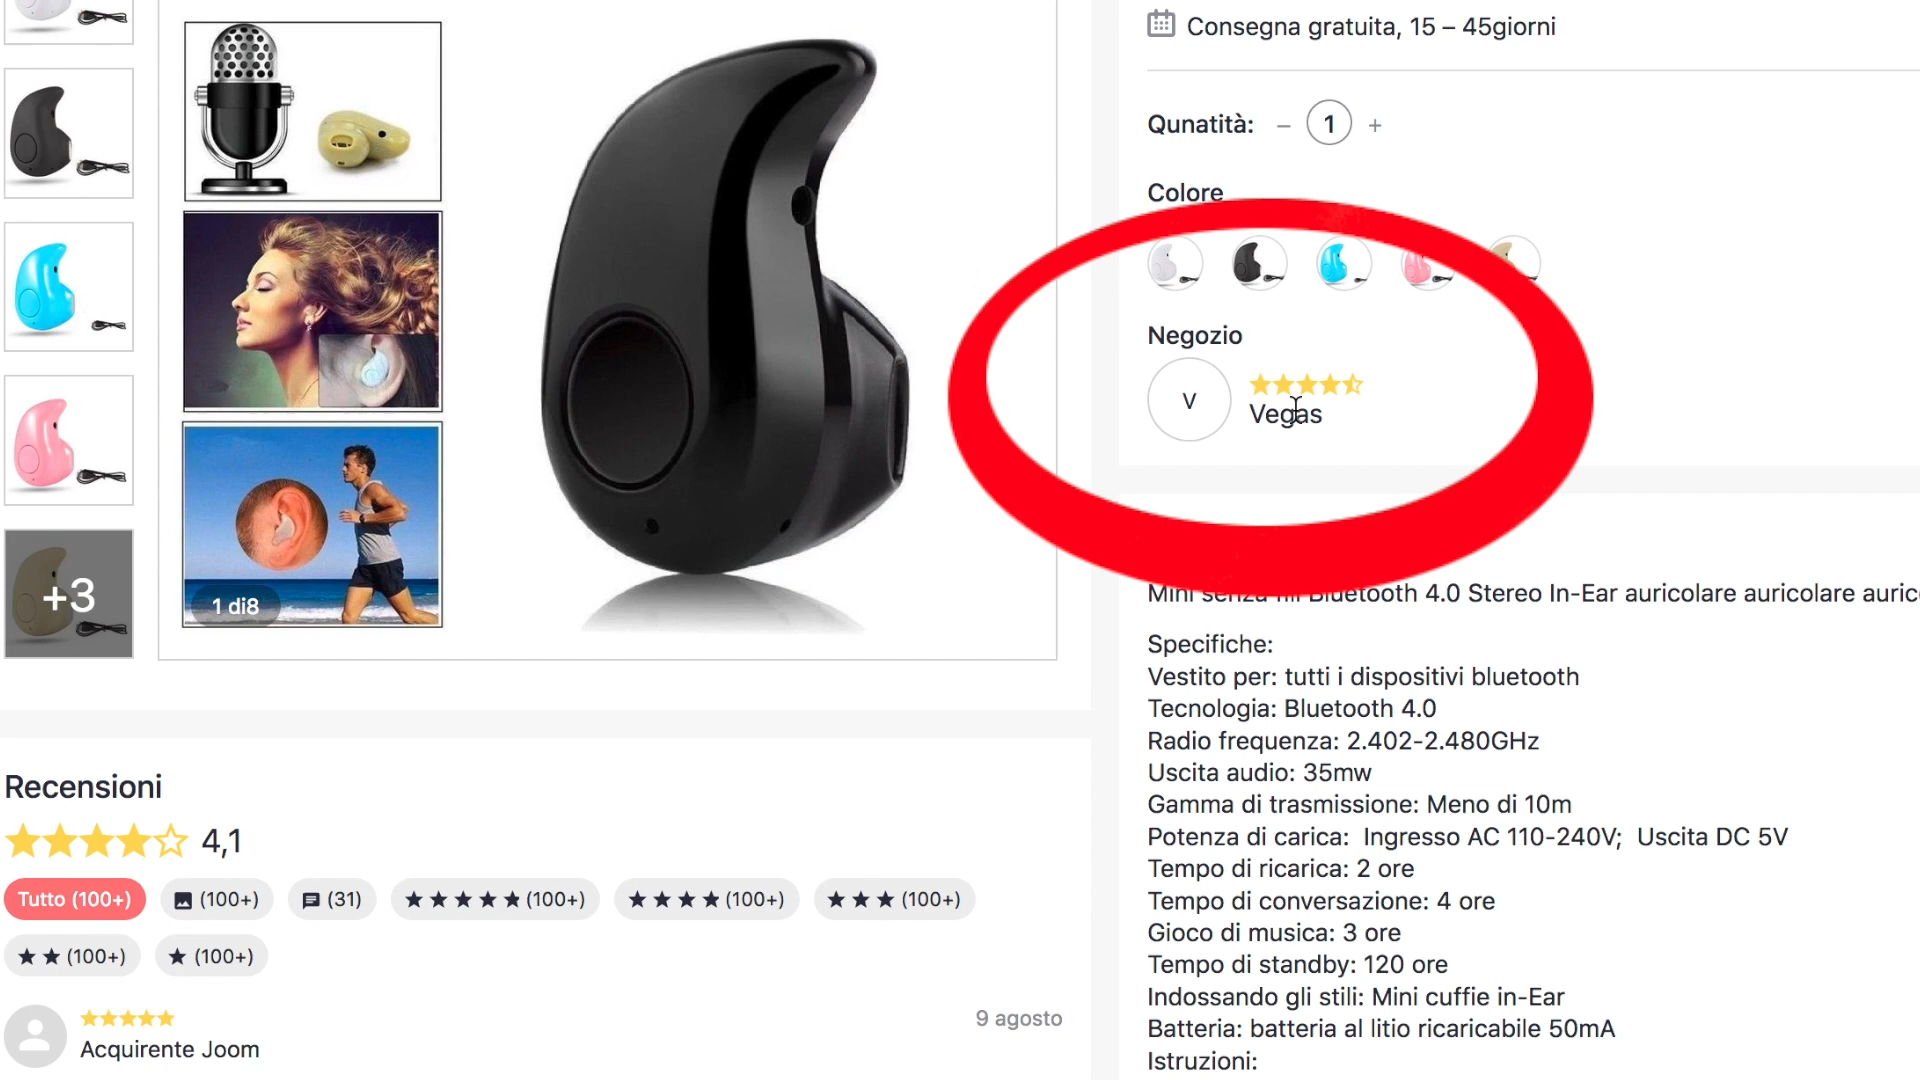 Consegna gratuita, 15 – 45giorni
Qunatità: – 1 +
Colore
Negozio
V
Vegas
+3
1 di8
Mini senza fili Bluetooth 4.0 Stereo In-Ear auricolare auricolare
Specifiche:
Vestito per: tutti i dispositivi bluetooth
Tecnologia: Bluetooth 4.0
Radio frequenza: 2.402-2.480GHz
Uscita audio: 35mw
Gamma di trasmissione: Meno di 10m
Potenza di carica: Ingresso AC 110-240V; Uscita DC 5V
Tempo di ricarica: 2 ore
Tempo di conversazione: 4 ore
Gioco di musica: 3 ore
Tempo di standby: 120 ore
Indossando gli stili: Mini cuffie in-Ear
Batteria: batteria al litio ricaricabile 50mA
Istruzioni:
Recensioni
4,1
Tutto (100+) (100+) (31) ★★★★★ (100+) ★★★★ (100+) ★★★ (100+)
★★ (100+) ★ (100+)
9 agosto
Acquirente Joom